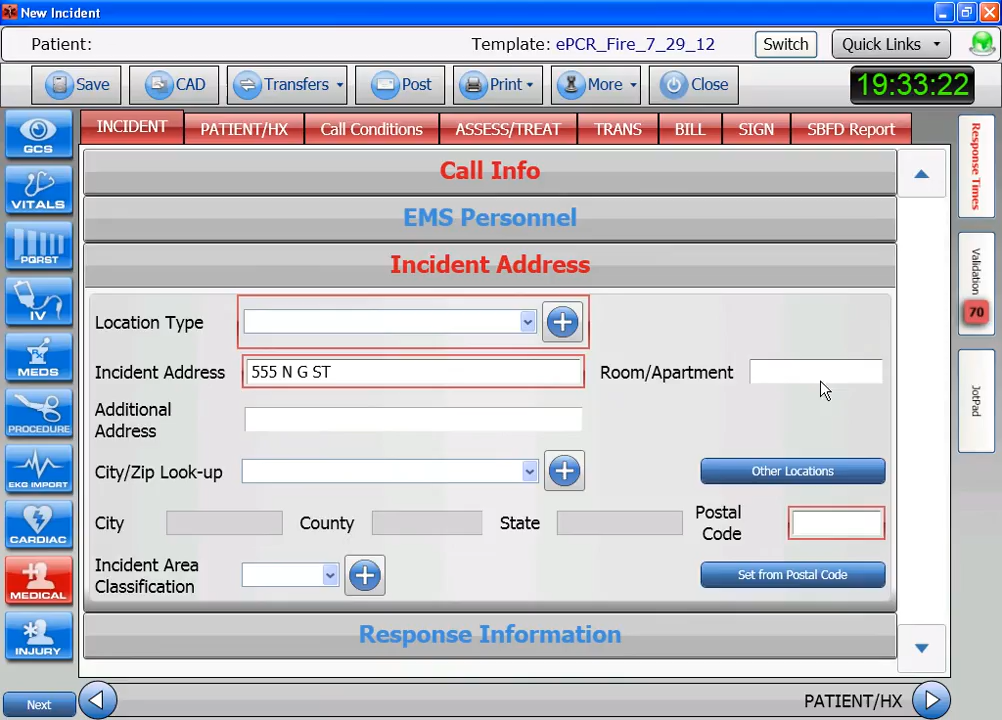 New Incident
Patient: Template: ePCR_Fire_7_29_12 Switch Quick Links
Save CAD Transfers Post Print More Close 19:33:22
INCIDENT PATIENT/HX Call Conditions ASSESS/TREAT TRANS BILL SIGN SBFD Report
GCS
VITALS
PQRST
IV
MEDS
PROCEDURE
EKG IMPORT
CARDIAC
MEDICAL
INJURY
Next
Call Info
EMS Personnel
Incident Address
Location Type
Incident Address 555 N G ST Room/Apartment
Additional
Address
City/Zip Look-up Other Locations
City County State Postal
Code
Incident Area
Classification Set from Postal Code
Response Information
PATIENT/HX
Response Times
Validation
70
JotPad